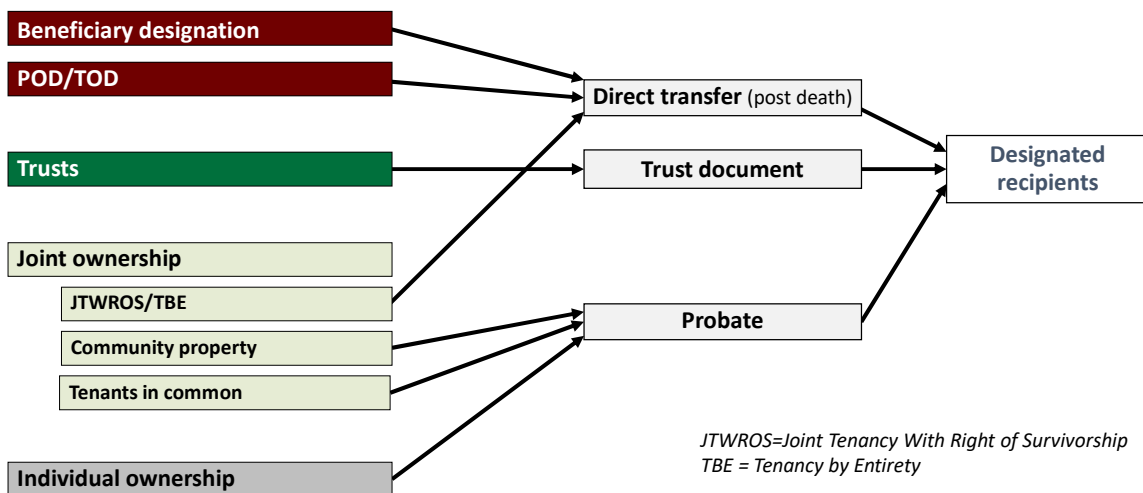 Beneficiary designation
POD/TOD
Direct transfer (post death)
Trusts
Trust document
Designated
recipients
Joint ownership
JTWROS/TBE
Community property
Tenants in common
Probate
Individual ownership
JTWROS=Joint Tenancy With Right of Survivorship
TBE = Tenancy by Entirety